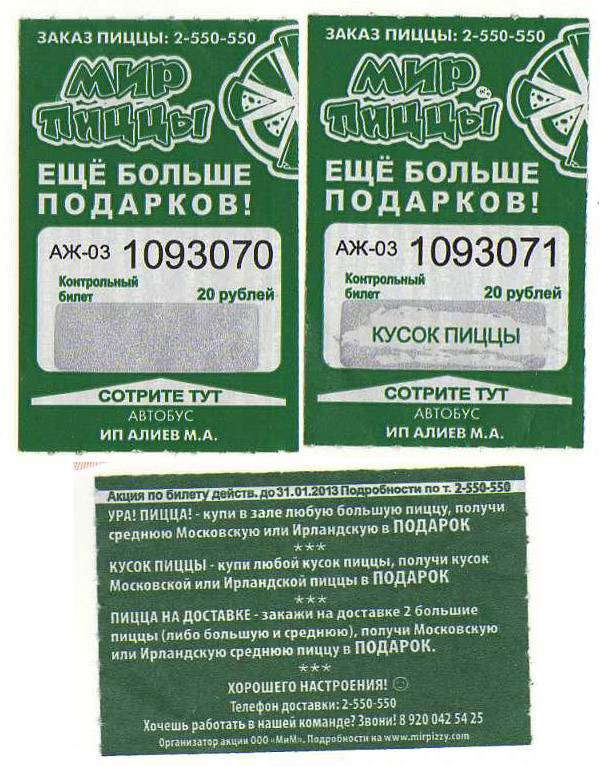 ЗАКАЗ ПИЦЦЫ: 2-550-550
МИР
ПИЦЦЫ
ЕЩЁ БОЛЬШЕ
ПОДАРКОВ!
АЖ-03 1093070
Контрольный
билет 20 рублей
СОТРИТЕ ТУТ
АВТОБУС
ИП АЛИЕВ М.А.
ЗАКАЗ ПИЦЦЫ: 2-550-550
МИР
ПИЦЦЫ
ЕЩЁ БОЛЬШЕ
ПОДАРКОВ!
АЖ-03 1093071
Контрольный
билет 20 рублей
КУСОК ПИЦЦЫ
СОТРИТЕ ТУТ
АВТОБУС
ИП АЛИЕВ М.А.
Акция по билету действ. до 31.01.2013 Подробности по т. 2-550-550
УРА! ПИЦЦА! - купи в зале любую большую пиццу, получи
среднюю Московскую или Ирландскую в ПОДАРОК
***
КУСОК ПИЦЦЫ - купи любой кусок пиццы, получи кусок
Московской или Ирландской пиццы в ПОДАРОК
***
ПИЦЦА НА ДОСТАВКЕ - закажи на доставке 2 большие
пиццы (либо большую и среднюю), получи Московскую
или Ирландскую среднюю пиццу в ПОДАРОК.
***
ХОРОШЕГО НАСТРОЕНИЯ! ☺
Телефон доставки: 2-550-550
Хочешь работать в нашей команде? Звони! 8 920 042 54 25
Организатор акции ООО «МиМ». Подробности на www.mirpizzy.com